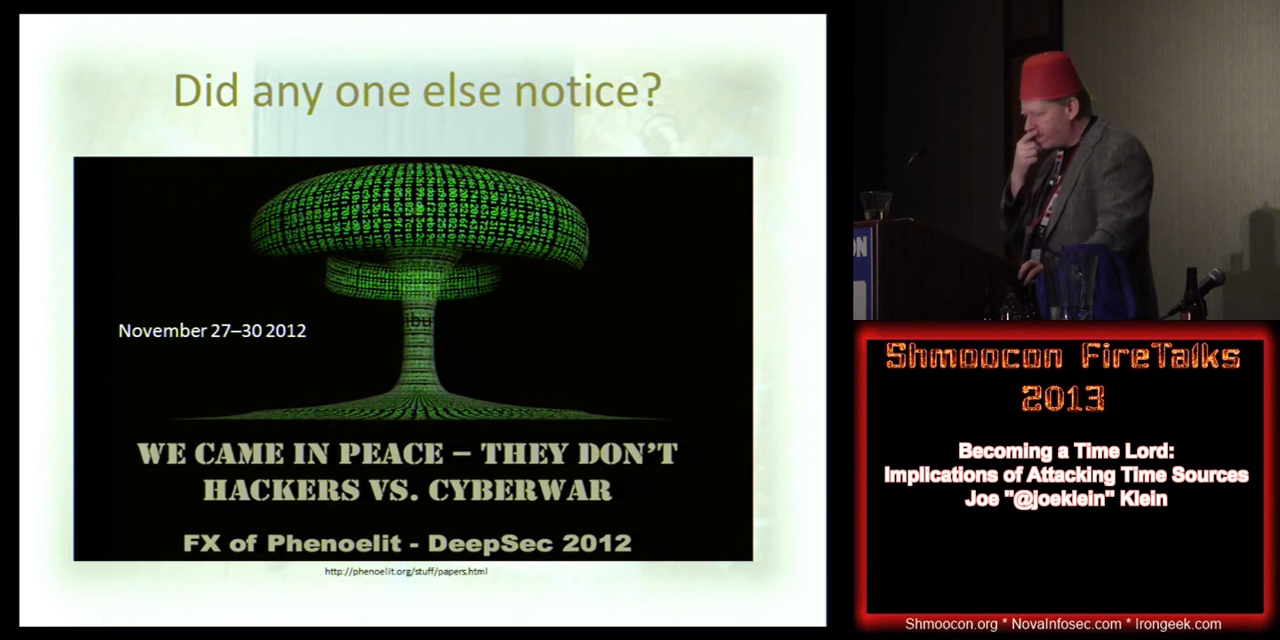 Did any one else notice?
November 27–30 2012
WE CAME IN PEACE – THEY DON'T
HACKERS VS. CYBERWAR
FX of Phenoelit - DeepSec 2012
http://phenoelit.org/stuff/papers.html
ON
Shmoocon FireTalks
2013
Becoming a Time Lord:
Implications of Attacking Time Sources
Joe "@joeklein" Klein
Shmoocon.org * NovaInfosec.com * Irongeek.com